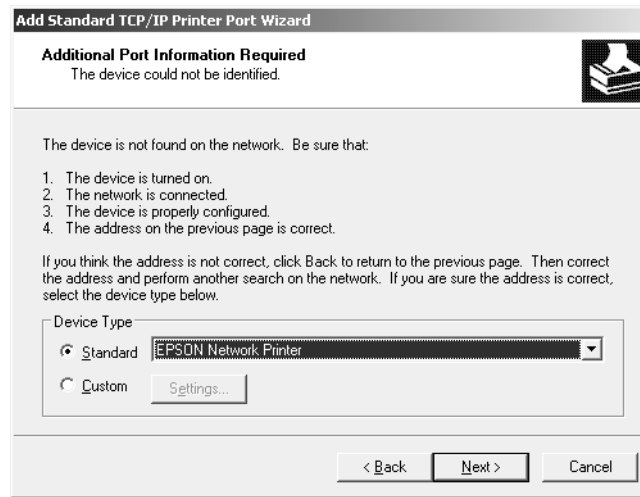 Add Standard TCP/IP Printer Port Wizard
Additional Port Information Required
The device could not be identified.
The device is not found on the network. Be sure that:
1. The device is turned on.
2. The network is connected.
3. The device is properly configured.
4. The address on the previous page is correct.
If you think the address is not correct, click Back to return to the previous page. Then correct
the address and perform another search on the network. If you are sure the address is correct,
select the device type below.
Device Type
Standard EPSON Network Printer
Custom Settings...
< Back Next > Cancel